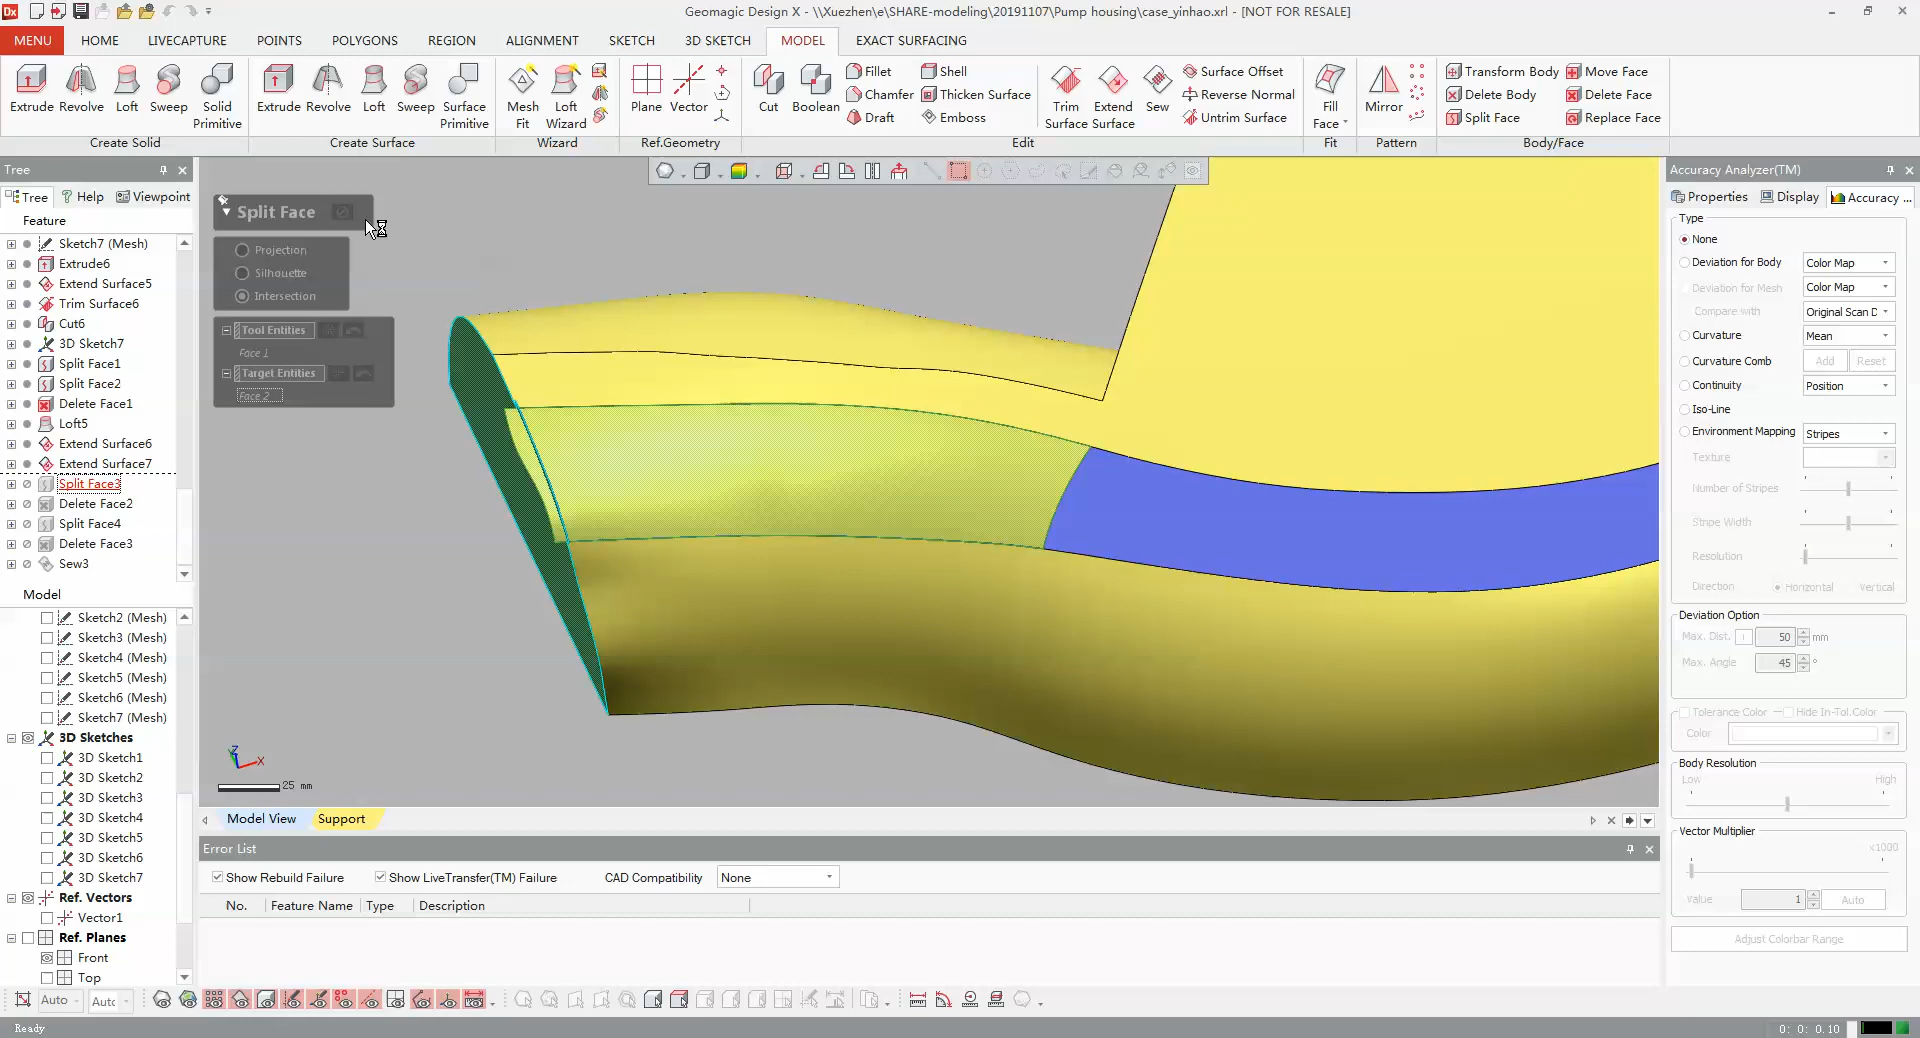 Geomagic Design X - \\Xuezhen\e\SHARE-modeling\20191107\Pump housing\case_yinhao.xrl - [NOT FOR RESALE]
MENU HOME LIVECAPTURE POINTS POLYGONS REGION ALIGNMENT SKETCH 3D SKETCH MODEL EXACT SURFACING
Extrude Revolve Loft Sweep Solid Primitive
Create Solid
Extrude Revolve Loft Sweep Surface Primitive
Create Surface
Mesh Fit Loft Wizard
Wizard
Plane Vector
Ref.Geometry
Cut Boolean
Fillet Shell
Chamfer Thicken Surface
Draft Emboss
Trim Surface Extend Surface Sew
Surface Offset
Reverse Normal
Untrim Surface
Edit
Fill Face
Fit
Mirror
Pattern
Transform Body Move Face
Delete Body Delete Face
Split Face Replace Face
Body/Face
Tree
Tree Help Viewpoint
Feature
Sketch7 (Mesh)
Extrude6
Extend Surface5
Trim Surface6
Cut6
3D Sketch7
Split Face1
Split Face2
Delete Face1
Loft5
Extend Surface6
Extend Surface7
Split Face3
Delete Face2
Split Face4
Delete Face3
Sew3
Model
Sketch2 (Mesh)
Sketch3 (Mesh)
Sketch4 (Mesh)
Sketch5 (Mesh)
Sketch6 (Mesh)
Sketch7 (Mesh)
3D Sketches
3D Sketch1
3D Sketch2
3D Sketch3
3D Sketch4
3D Sketch5
3D Sketch6
3D Sketch7
Ref. Vectors
Vector1
Ref. Planes
Front
Top
Split Face
Projection
Silhouette
Intersection
Tool Entities
Face 1
Target Entities
Face 2
Z
X
25 mm
Model View Support
Error List
Show Rebuild Failure Show LiveTransfer(TM) Failure CAD Compatibility None
No. Feature Name Type Description
Accuracy Analyzer(TM)
Properties Display Accuracy ...
Type
None
Deviation for Body Color Map
Deviation for Mesh Color Map
Compare with Original Scan D
Curvature Mean
Curvature Comb Add Reset
Continuity Position
Iso-Line
Environment Mapping Stripes
Texture
Number of Stripes
Stripe Width
Resolution
Direction Horizontal Vertical
Deviation Option
Max. Dist. 50 mm
Max. Angle 45 °
Tolerance Color Hide In-Tol.Color
Color
Body Resolution
Low High
Vector Multiplier
<1000
Value 1 Auto
Adjust Colorbar Range
Auto Autc
Ready 0: 0: 0.10